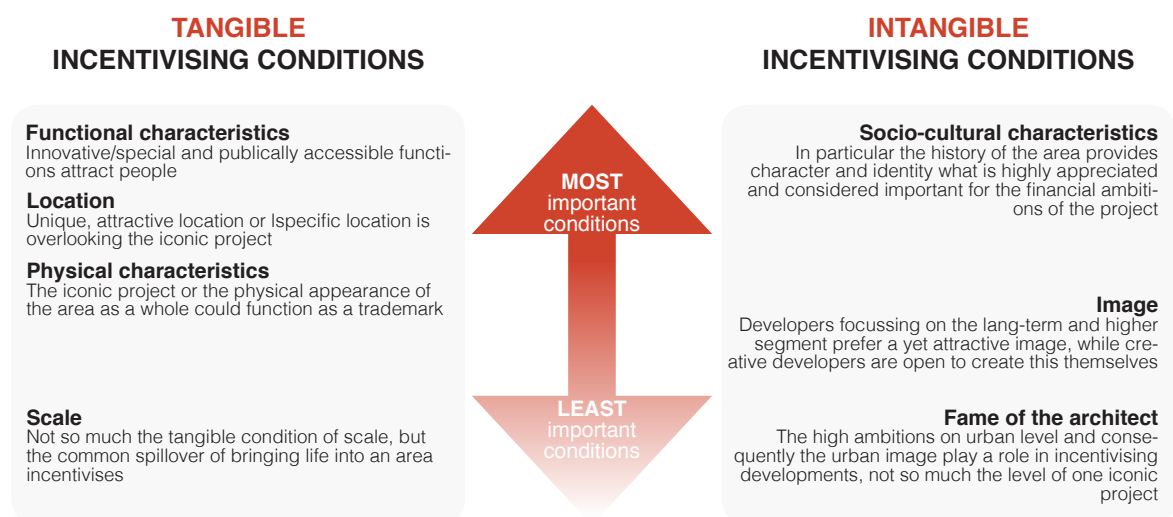 TANGIBLE
INCENTIVISING CONDITIONS
Functional characteristics
Innovative/special and publically accessible functi-
ons attract people
Location
Unique, attractive location or lspecific location is
overlooking the iconic project
Physical characteristics
The iconic project or the physical appearance of
the area as a whole could function as a trademark
Scale
Not so much the tangible condition of scale, but
the common spillover of bringing life into an area
incentivises
MOST
important
conditions
LEAST
important
conditions
INTANGIBLE
INCENTIVISING CONDITIONS
Socio-cultural characteristics
In particular the history of the area provides
character and identity what is highly appreciated
and considered important for the financial ambiti-
ons of the project
Image
Developers focussing on the lang-term and higher
segment prefer a yet attractive image, while cre-
ative developers are open to create this themselves
Fame of the architect
The high ambitions on urban level and conse-
quently the urban image play a role in incentivising
developments, not so much the level of one iconic
project